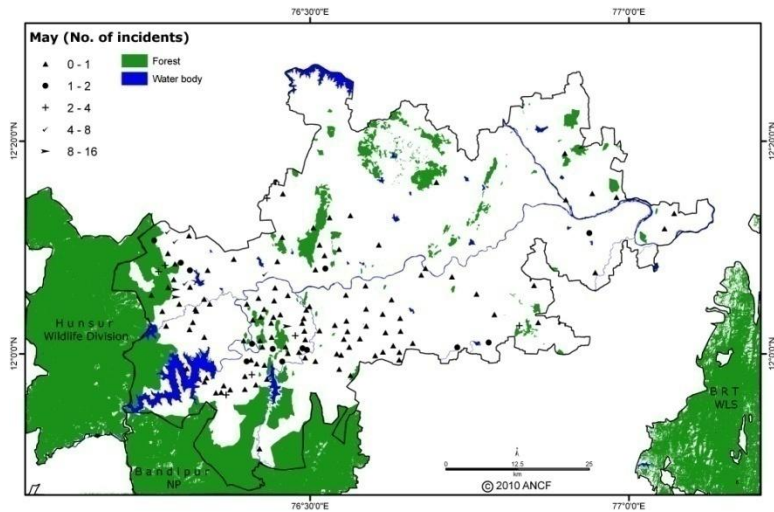 76°30'0"E 77°0'0"E
May (No. of incidents)
0 - 1
1 - 2
2 - 4
4 - 8
8 - 16
Forest
Water body
12°20'0"N
12°20'0"N
Hunsur
Wildlife Division
12°0'0"N
12°0'0"N
BRT
WLS
Bandipur
NP
0 12.5 25
km
© 2010 ANCF
76°30'0"E 77°0'0"E